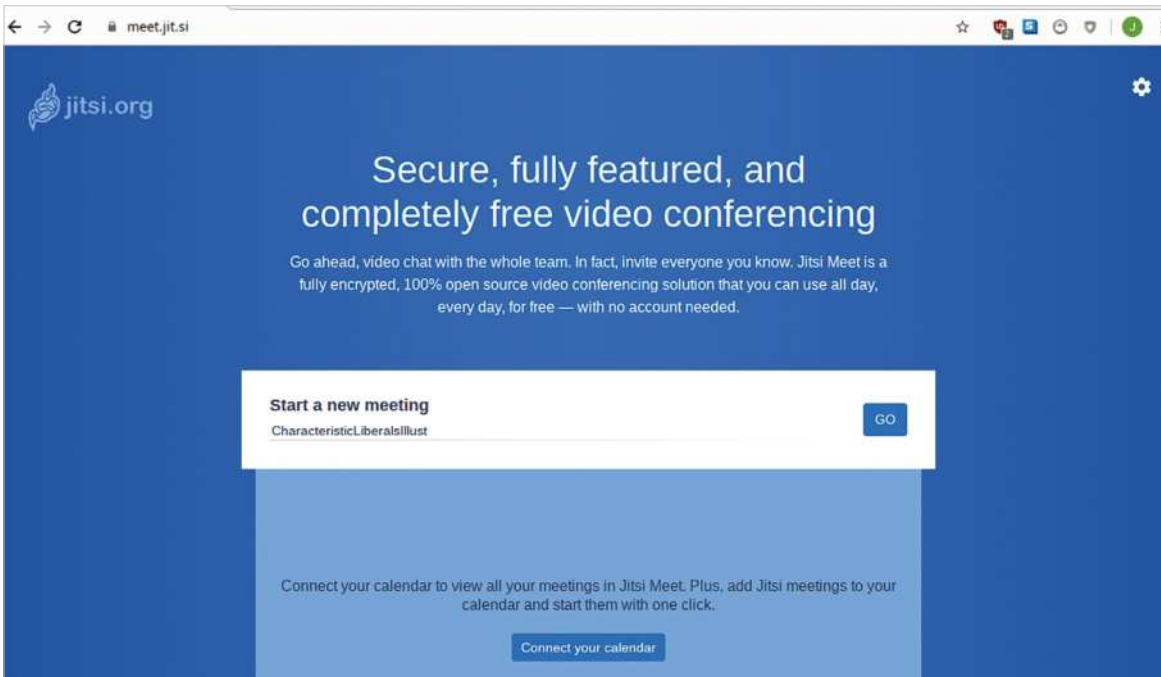 meet.jit.si
J
jitsi.org
Secure, fully featured, and
completely free video conferencing
Go ahead, video chat with the whole team. In fact, invite everyone you know. Jitsi Meet is a
fully encrypted, 100% open source video conferencing solution that you can use all day,
every day, for free — with no account needed.
Start a new meeting
CharacteristicLiberalsIllust
GO
Connect your calendar to view all your meetings in Jitsi Meet. Plus, add Jitsi meetings to your
calendar and start them with one click.
Connect your calendar